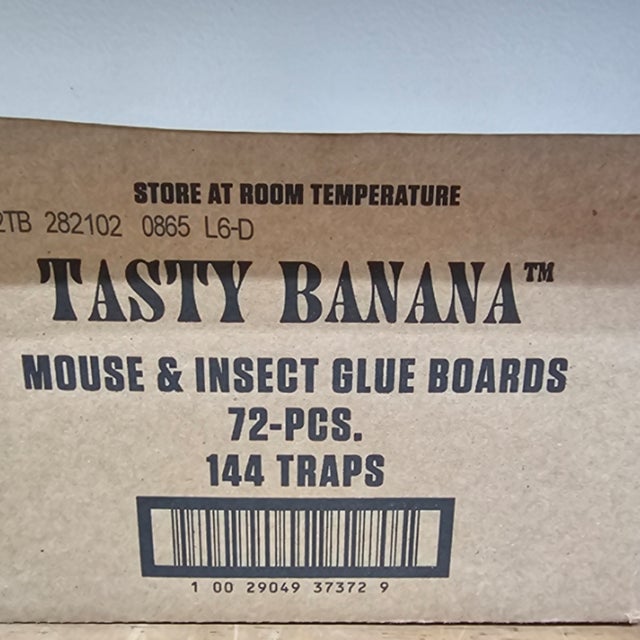 STORE AT ROOM TEMPERATURE
2TB 282102 0865 L6-D
TASTY BANANA™
MOUSE & INSECT GLUE BOARDS
72-PCS.
144 TRAPS
1 00 29049 37372 9